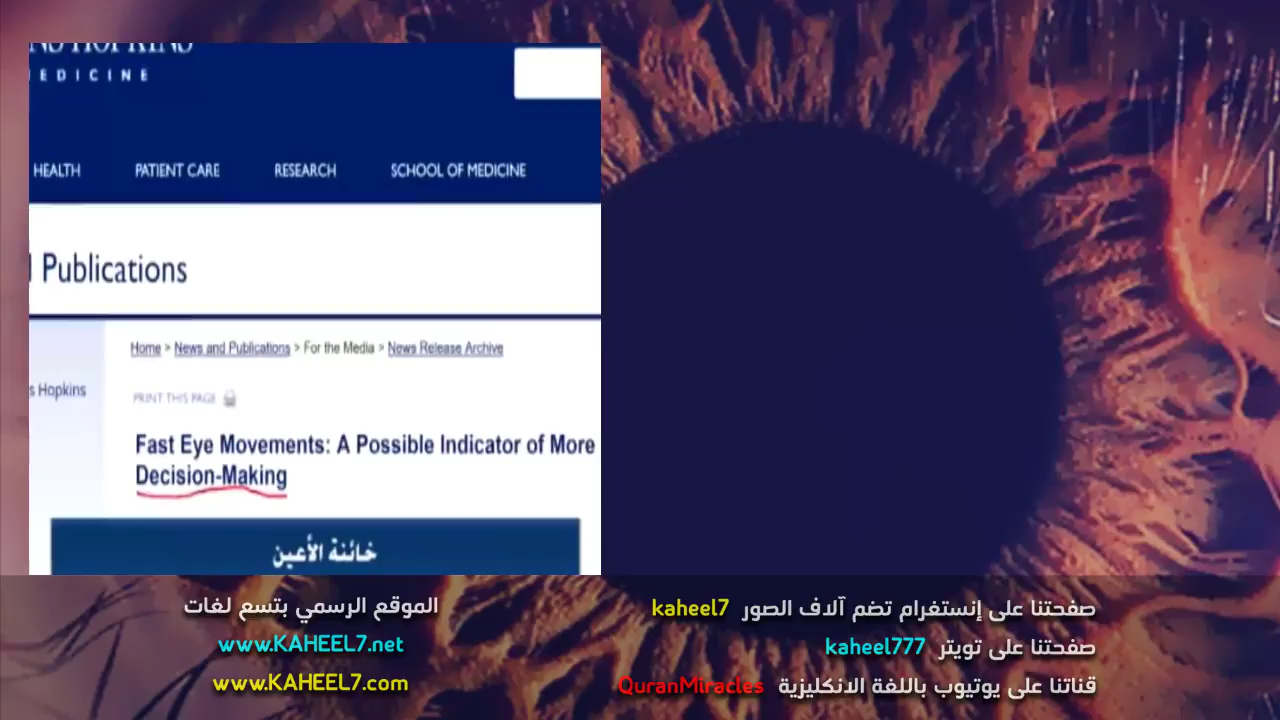 NS HOPKINS
MEDICINE
HEALTH PATIENT CARE RESEARCH SCHOOL OF MEDICINE
Publications
Home > News and Publications > For the Media > News Release Archive
s Hopkins
PRINT THIS PAGE
Fast Eye Movements: A Possible Indicator of More
Decision-Making
خائنة الأعين
صفحتنا على إنستغرام تضم آلاف الصور kaheel7
صفحتنا على تويتر kaheel777
قناتنا على يوتيوب باللغة الانكليزية QuranMiracles
الموقع الرسمي بتسع لغات
www.KAHEEL7.net
www.KAHEEL7.com